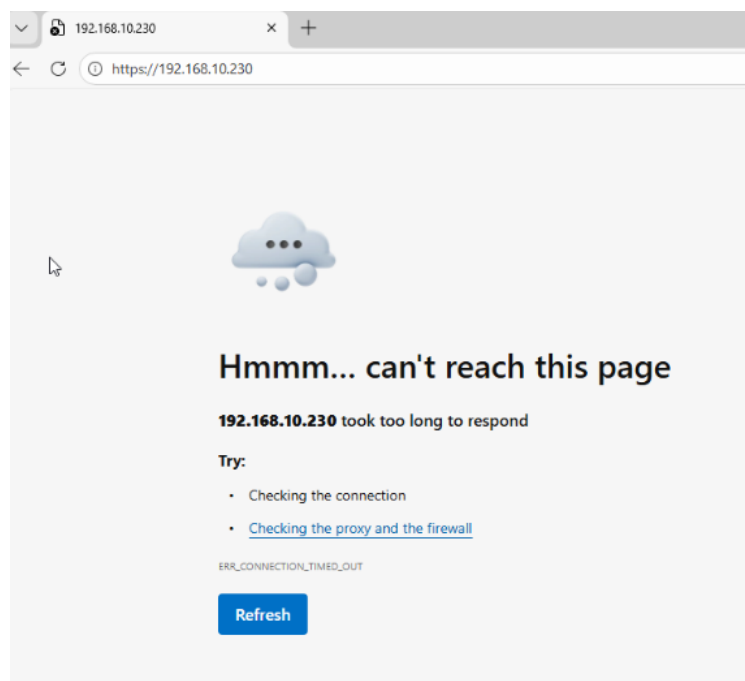 192.168.10.230
https://192.168.10.230
Hmmm... can't reach this page
192.168.10.230 took too long to respond
Try:
• Checking the connection
• Checking the proxy and the firewall
ERR_CONNECTION_TIMED_OUT
Refresh